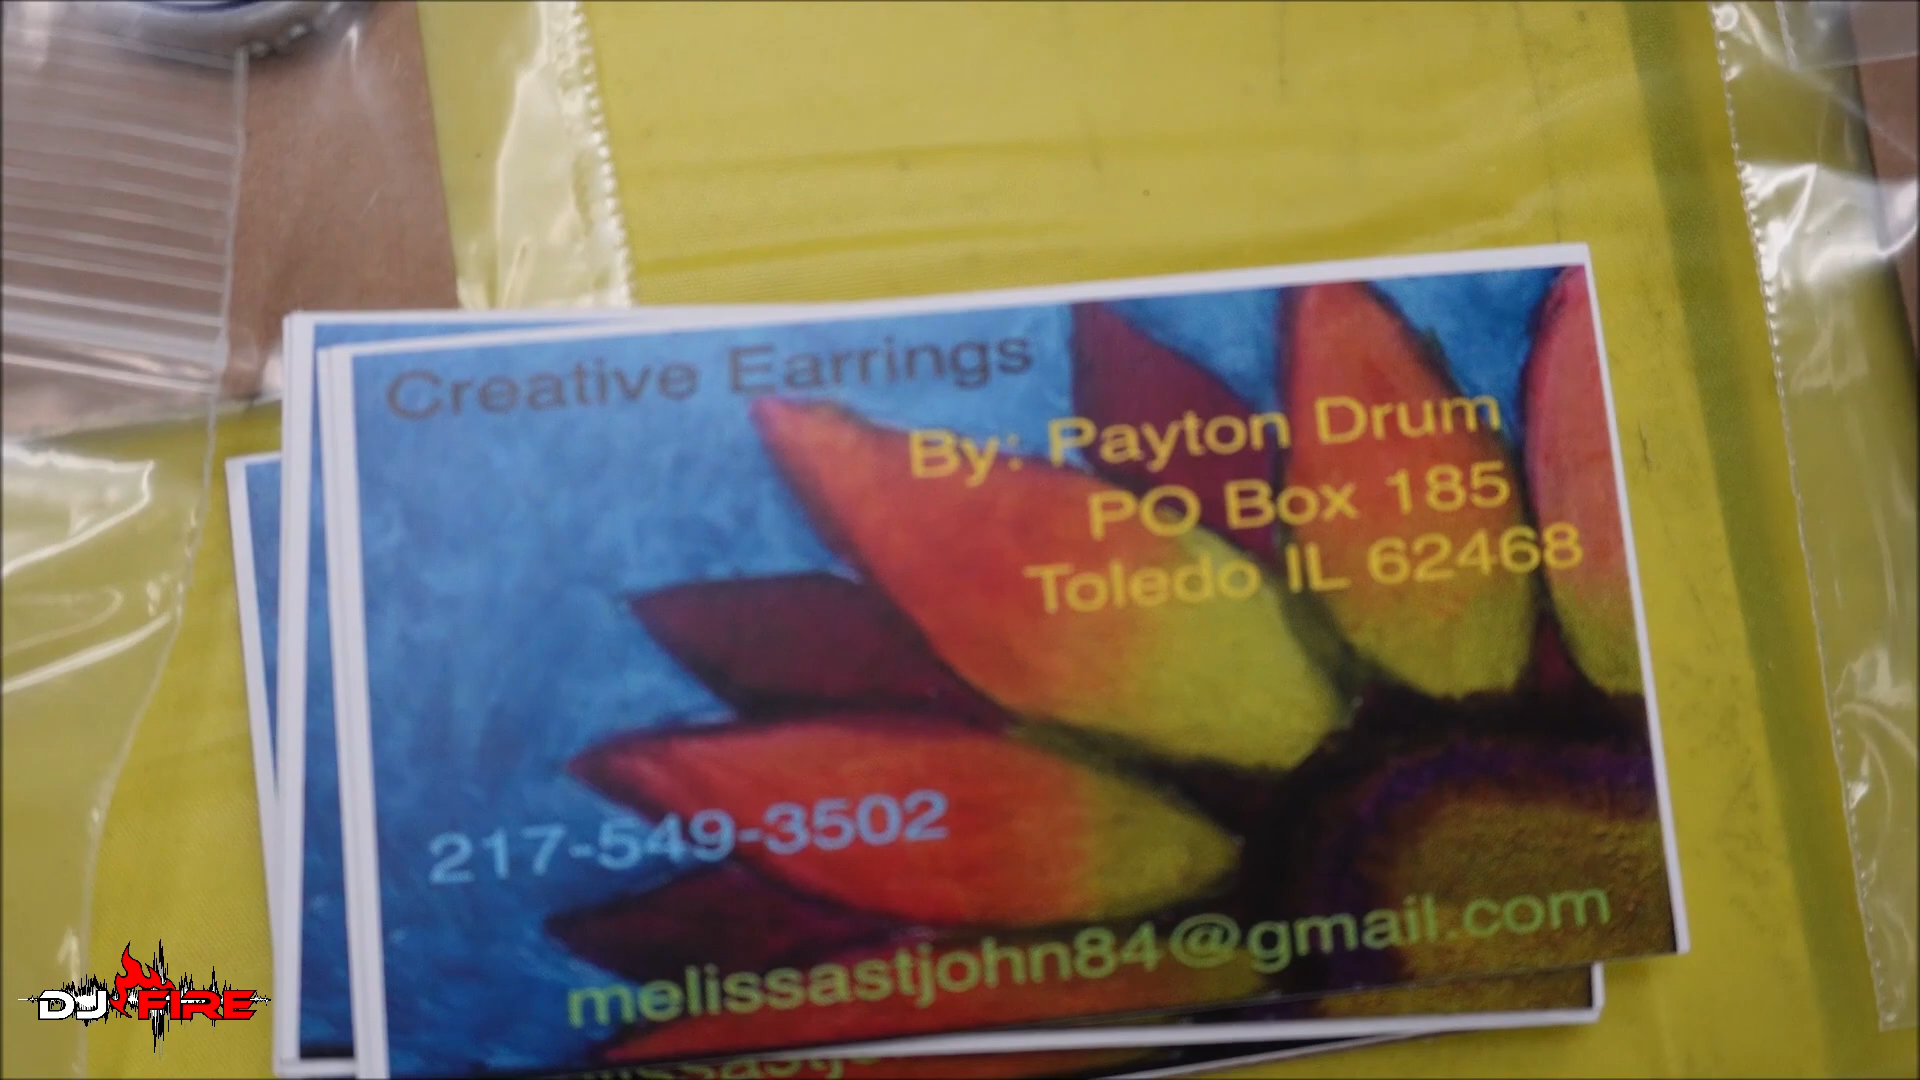 Creative Earrings
By: Payton Drum
PO Box 185
Toledo IL 62468
217-549-3502
melissastjohn84@gmail.com
DJ FIRE